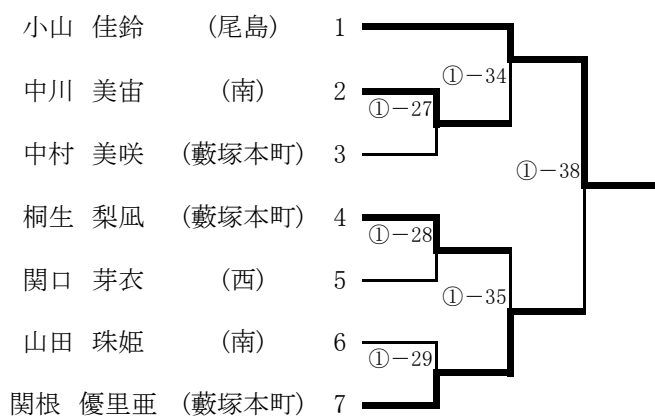 小山 佳鈴 (尾島) 1
①-34
中川 美宙 (南) 2
①-27
中村 美咲 (藪塚本町) 3
①-38
桐生 梨凪 (藪塚本町) 4
①-28
関口 芽衣 (西) 5
①-35
山田 珠姫 (南) 6
①-29
関根 優里亜 (藪塚本町) 7